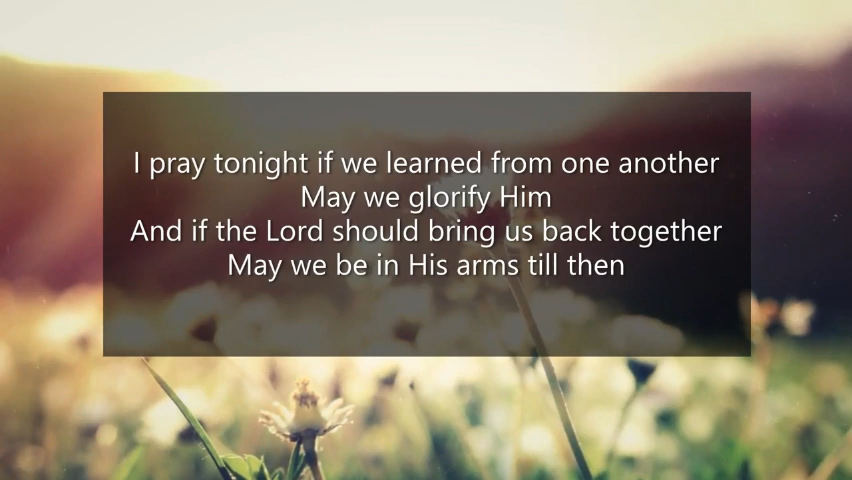 I pray tonight if we learned from one another
May we glorify Him
And if the Lord should bring us back together
May we be in His arms till then